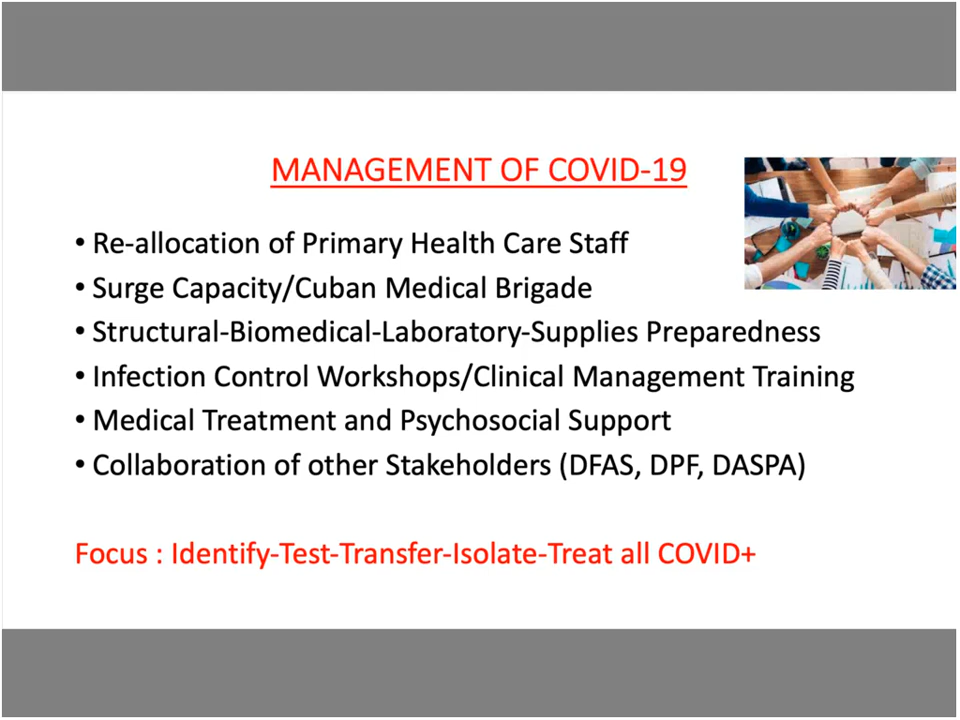 MANAGEMENT OF COVID-19
• Re-allocation of Primary Health Care Staff
• Surge Capacity/Cuban Medical Brigade
• Structural-Biomedical-Laboratory-Supplies Preparedness
• Infection Control Workshops/Clinical Management Training
• Medical Treatment and Psychosocial Support
• Collaboration of other Stakeholders (DFAS, DPF, DASPA)
Focus : Identify-Test-Transfer-Isolate-Treat all COVID+